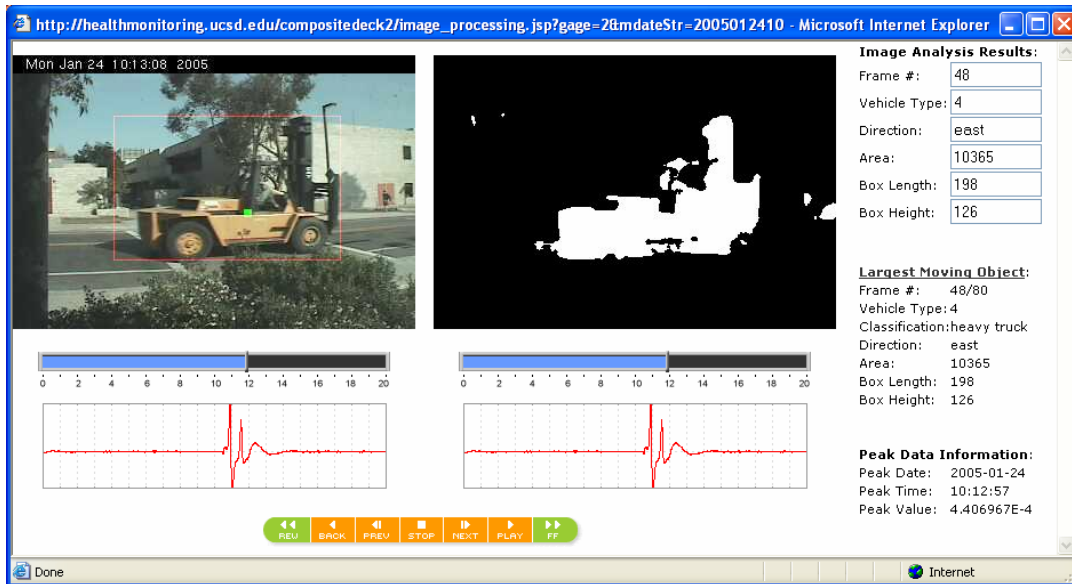 http://healthmonitoring.ucsd.edu/compositedeck2/image_processing.jsp?gage=2&mdateStr=2005012410 - Microsoft Internet Explorer
Mon Jan 24 10:13:08 2005
0 2 4 6 8 10 12 14 16 18 20
0 2 4 6 8 10 12 14 16 18 20
REV BACK PREV STOP NEXT PLAY FF
Image Analysis Results:
Frame #: 48
Vehicle Type: 4
Direction: east
Area: 10365
Box Length: 198
Box Height: 126
Largest Moving Object:
Frame #: 48/80
Vehicle Type: 4
Classification: heavy truck
Direction: east
Area: 10365
Box Length: 198
Box Height: 126
Peak Data Information:
Peak Date: 2005-01-24
Peak Time: 10:12:57
Peak Value: 4.406967E-4
Done
Internet